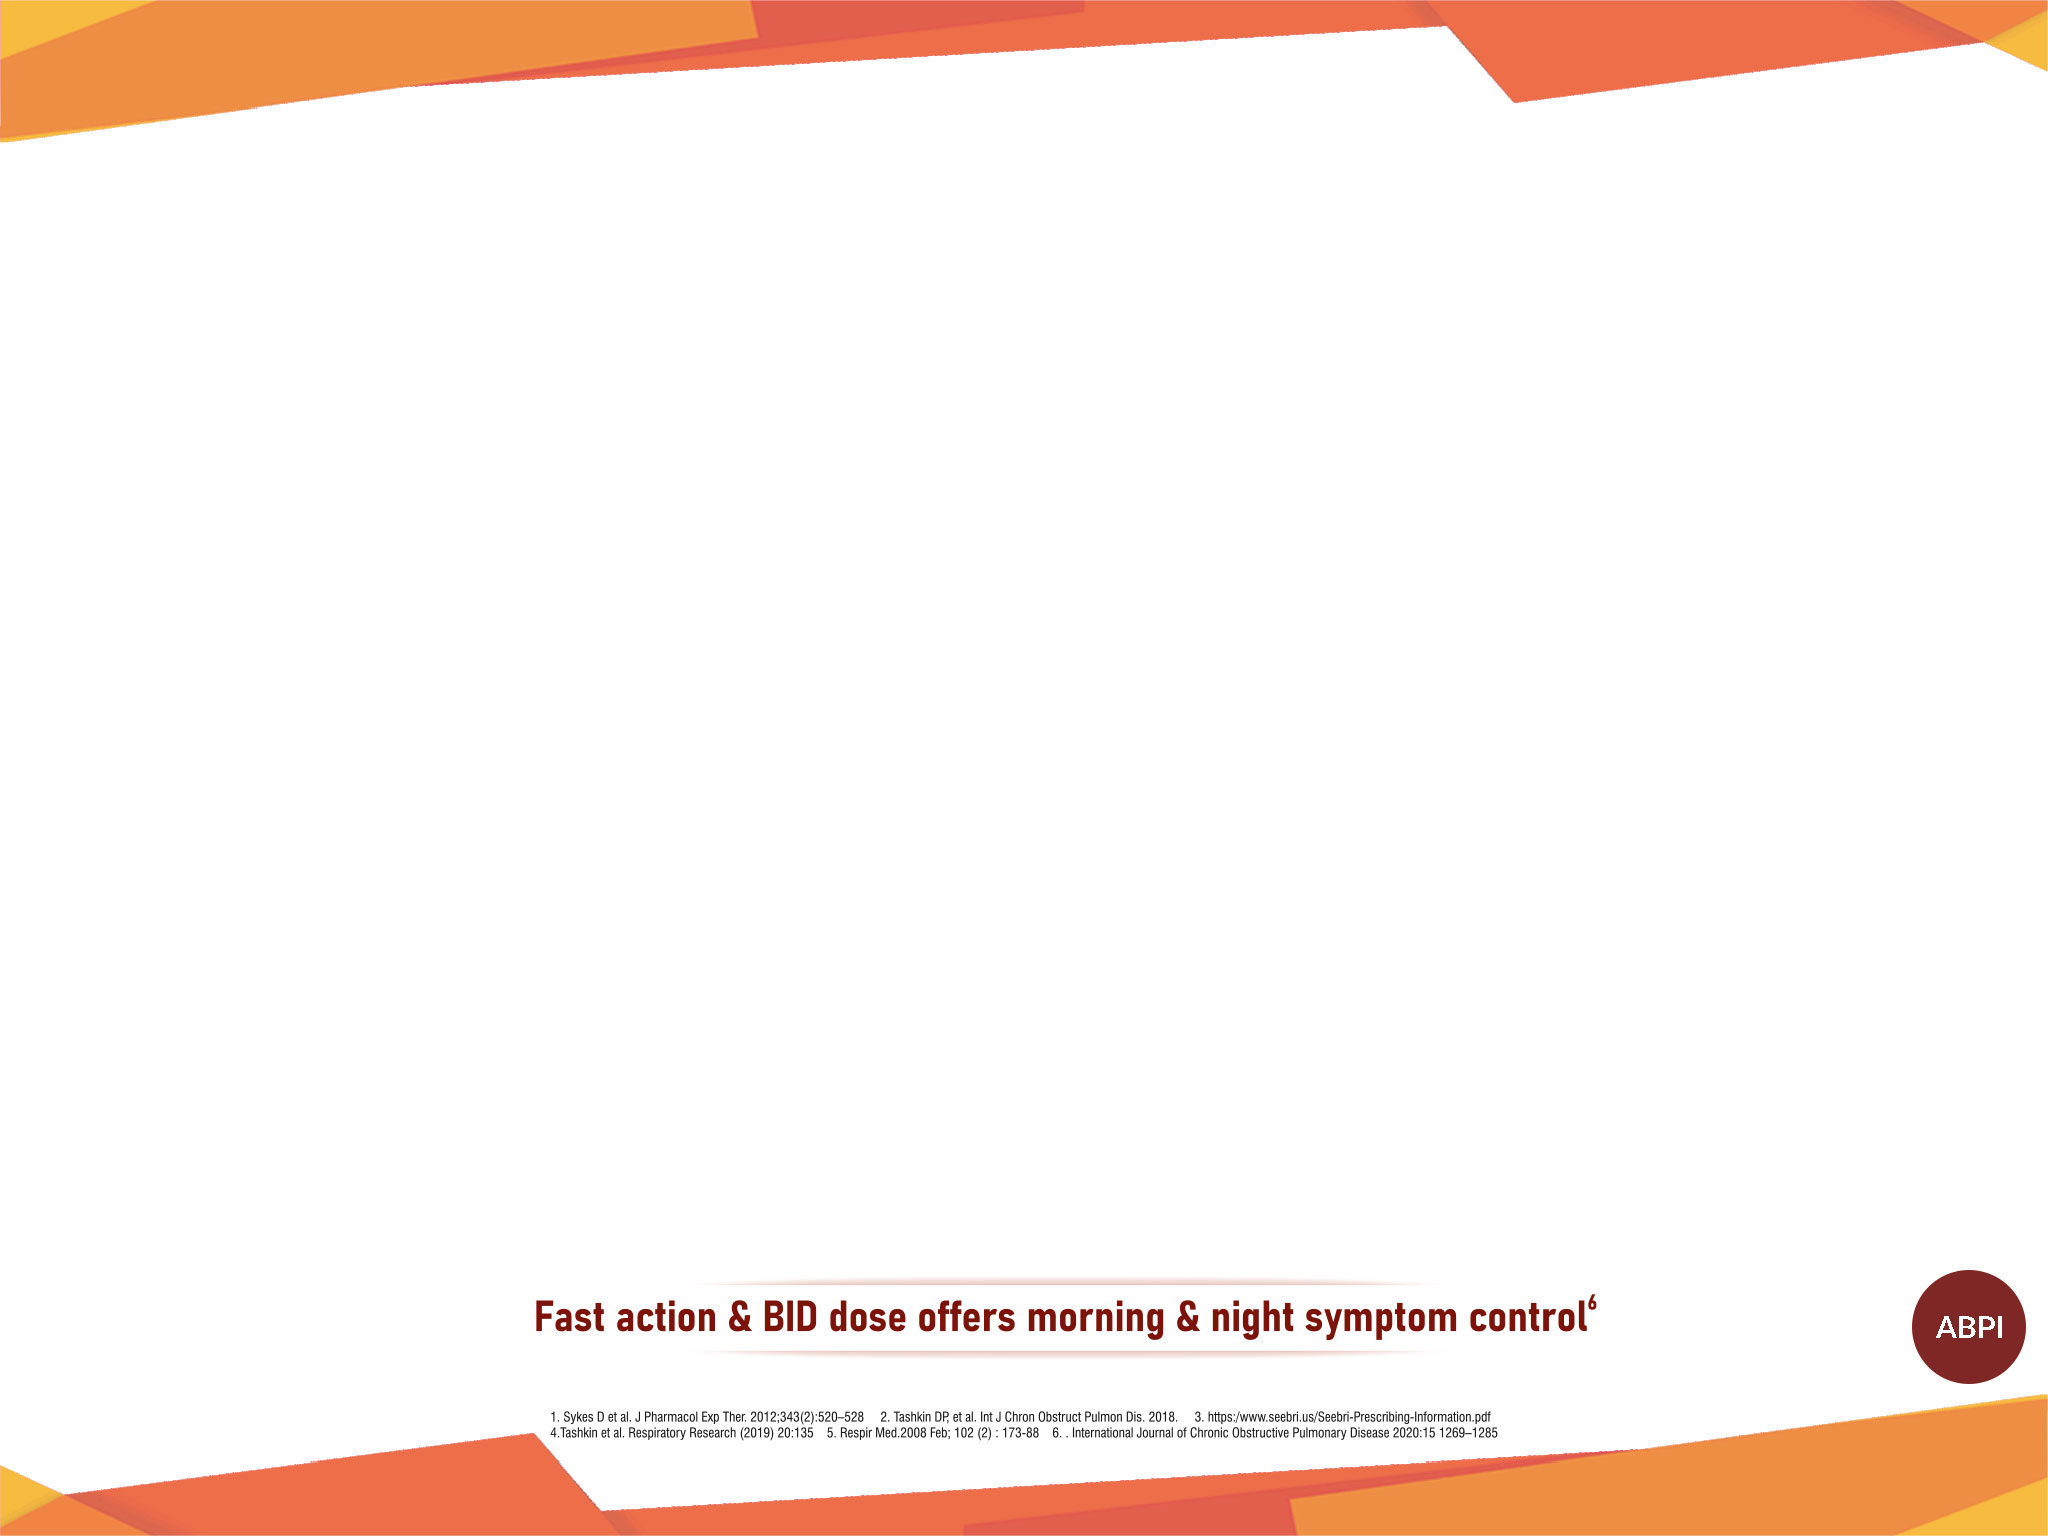 Fast action & BID dose offers morning & night symptom control⁶
ABPI
1. Sykes D et al. J Pharmacol Exp Ther. 2012;343(2):520–528 2. Tashkin DP, et al. Int J Chron Obstruct Pulmon Dis. 2018. 3. https:/www.seebri.us/Seebri-Prescribing-Information.pdf
4.Tashkin et al. Respiratory Research (2019) 20:135 5. Respir Med.2008 Feb; 102 (2) : 173-88 6. . International Journal of Chronic Obstructive Pulmonary Disease 2020:15 1269–1285